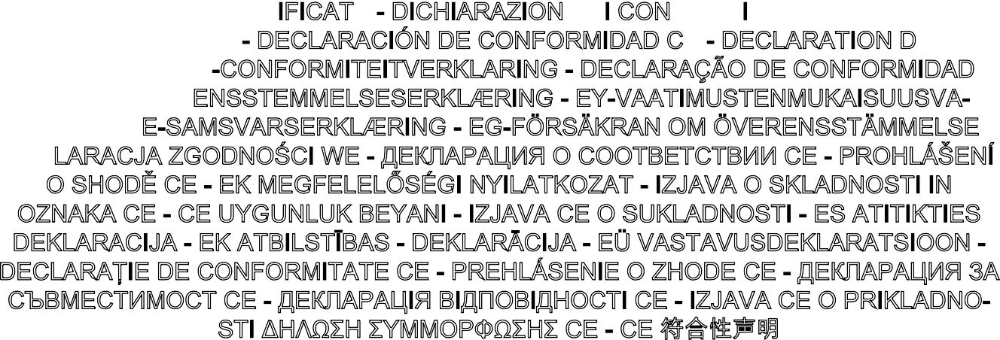 IFICAT - DICHIARAZION I CON I
- DECLARACIÓN DE CONFORMIDAD C - DECLARATION D
-CONFORMITEITVERKLARING - DECLARAÇÃO DE CONFORMIDAD
ENSSTEMMELSESERKLÆRING - EY-VAATIMUSTENMUKAISUUSVA-
E-SAMSVARSERKLÆRING - EG-FÖRSÄKRAN OM ÖVERENSSTÄMMELSE
LARACJA ZGODNOŚCI WE - ДЕКЛАРАЦИЯ О СООТВЕТСТВИИ CE - PROHLÁŠENÍ
O SHODĚ CE - EK MEGFELELŐSÉGI NYILATKOZAT - IZJAVA O SKLADNOSTI IN
OZNAKA CE - CE UYGUNLUK BEYANI - IZJAVA CE O SUKLADNOSTI - ES ATITIKTIES
DEKLARACIJA - EK ATBILSTĪBAS - DEKLARĀCIJA - EÜ VASTAVUSDEKLARATSIOON -
DECLARAȚIE DE CONFORMITATE CE - PREHLÁSENIE O ZHODE CE - ДЕКЛАРАЦИЯ ЗА
СЪВМЕСТИМОСТ CE - ДЕКЛАРАЦІЯ ВІДПОВІДНОСТІ CE - IZJAVA CE O PRIKLADNO-
STI ΔΗΛΩΣΗ ΣΥΜΜΟΡΦΩΣΗΣ CE - CE 符合性声明